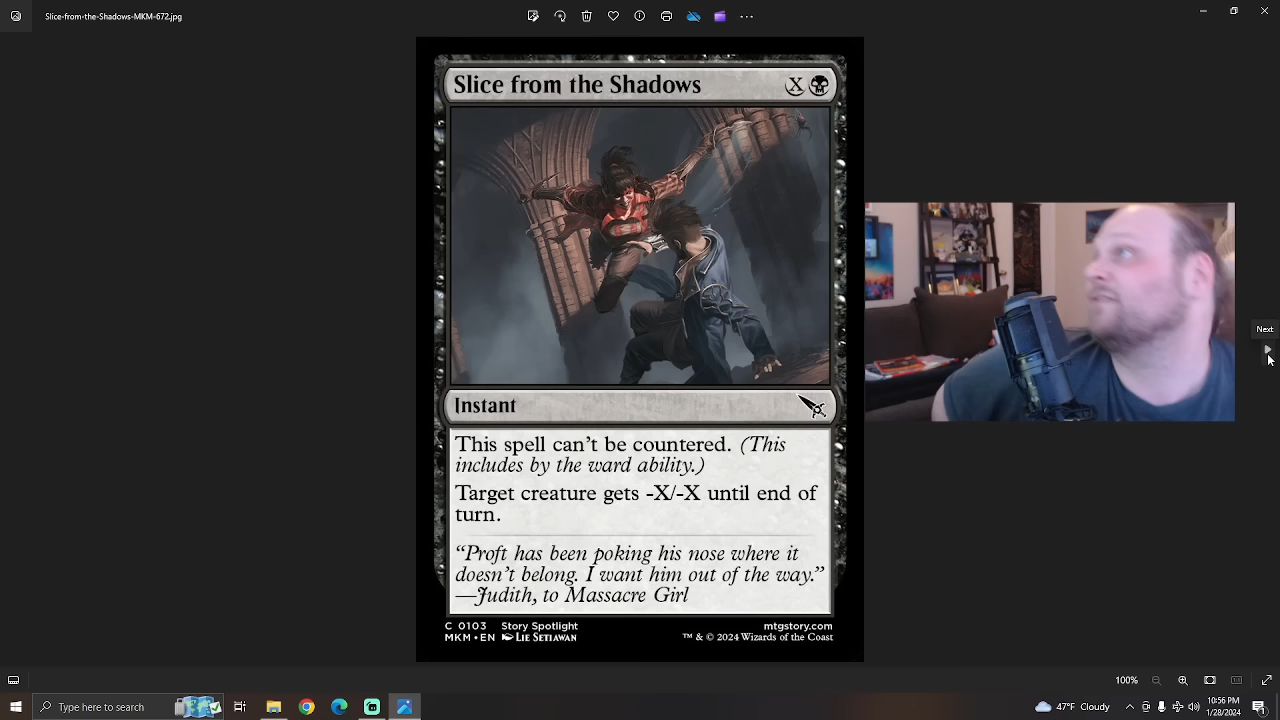 Slice-from-the-Shadows-MKM-672.jpg
Slice from the Shadows X
Instant
This spell can't be countered. (This
includes by the ward ability.)
Target creature gets -X/-X until end of
turn.
“Proft has been poking his nose where it
doesn't belong. I want him out of the way.”
—Judith, to Massacre Girl
C 0103 Story Spotlight mtgstory.com
MKM•EN LIE SETIAWAN ™ & © 2024 Wizards of the Coast
100%
Type here to search
47°F Cloudy
10:56 PM
1/28/2024